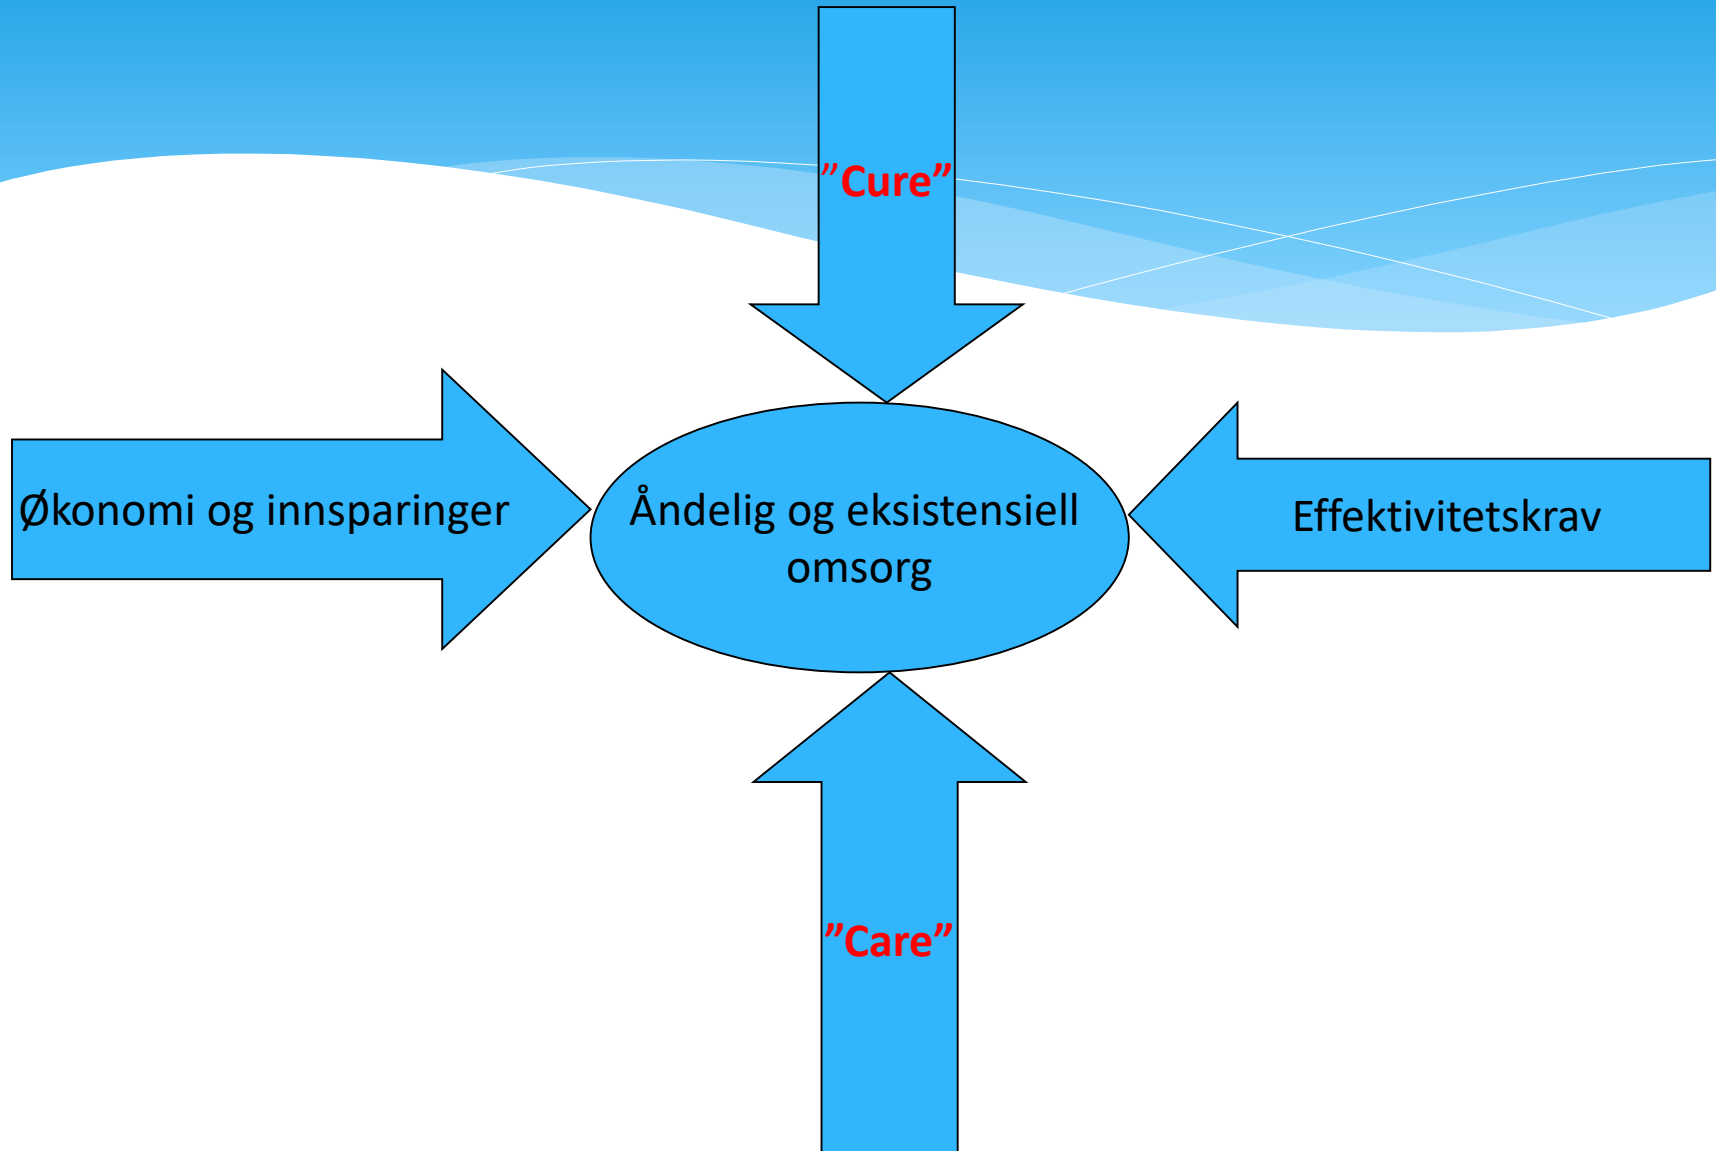 ”Cure”
Økonomi og innsparinger
Åndelig og eksistensiell
omsorg
Effektivitetskrav
”Care”